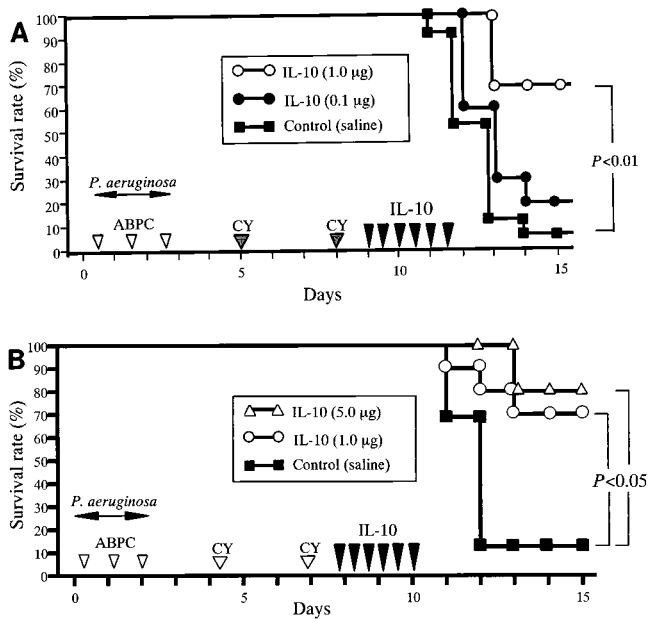 A
Survival rate (%)
100
90
80
70
60
50
40
30
20
10
0
IL-10 (1.0 μg)
IL-10 (0.1 μg)
Control (saline)
P. aeruginosa
ABPC
CY
CY
IL-10
P<0.01
0
5
10
15
Days
B
Survival rate (%)
100
90
80
70
60
50
40
30
20
10
0
IL-10 (5.0 μg)
IL-10 (1.0 μg)
Control (saline)
P. aeruginosa
ABPC
CY
CY
IL-10
P<0.05
0
5
10
15
Days